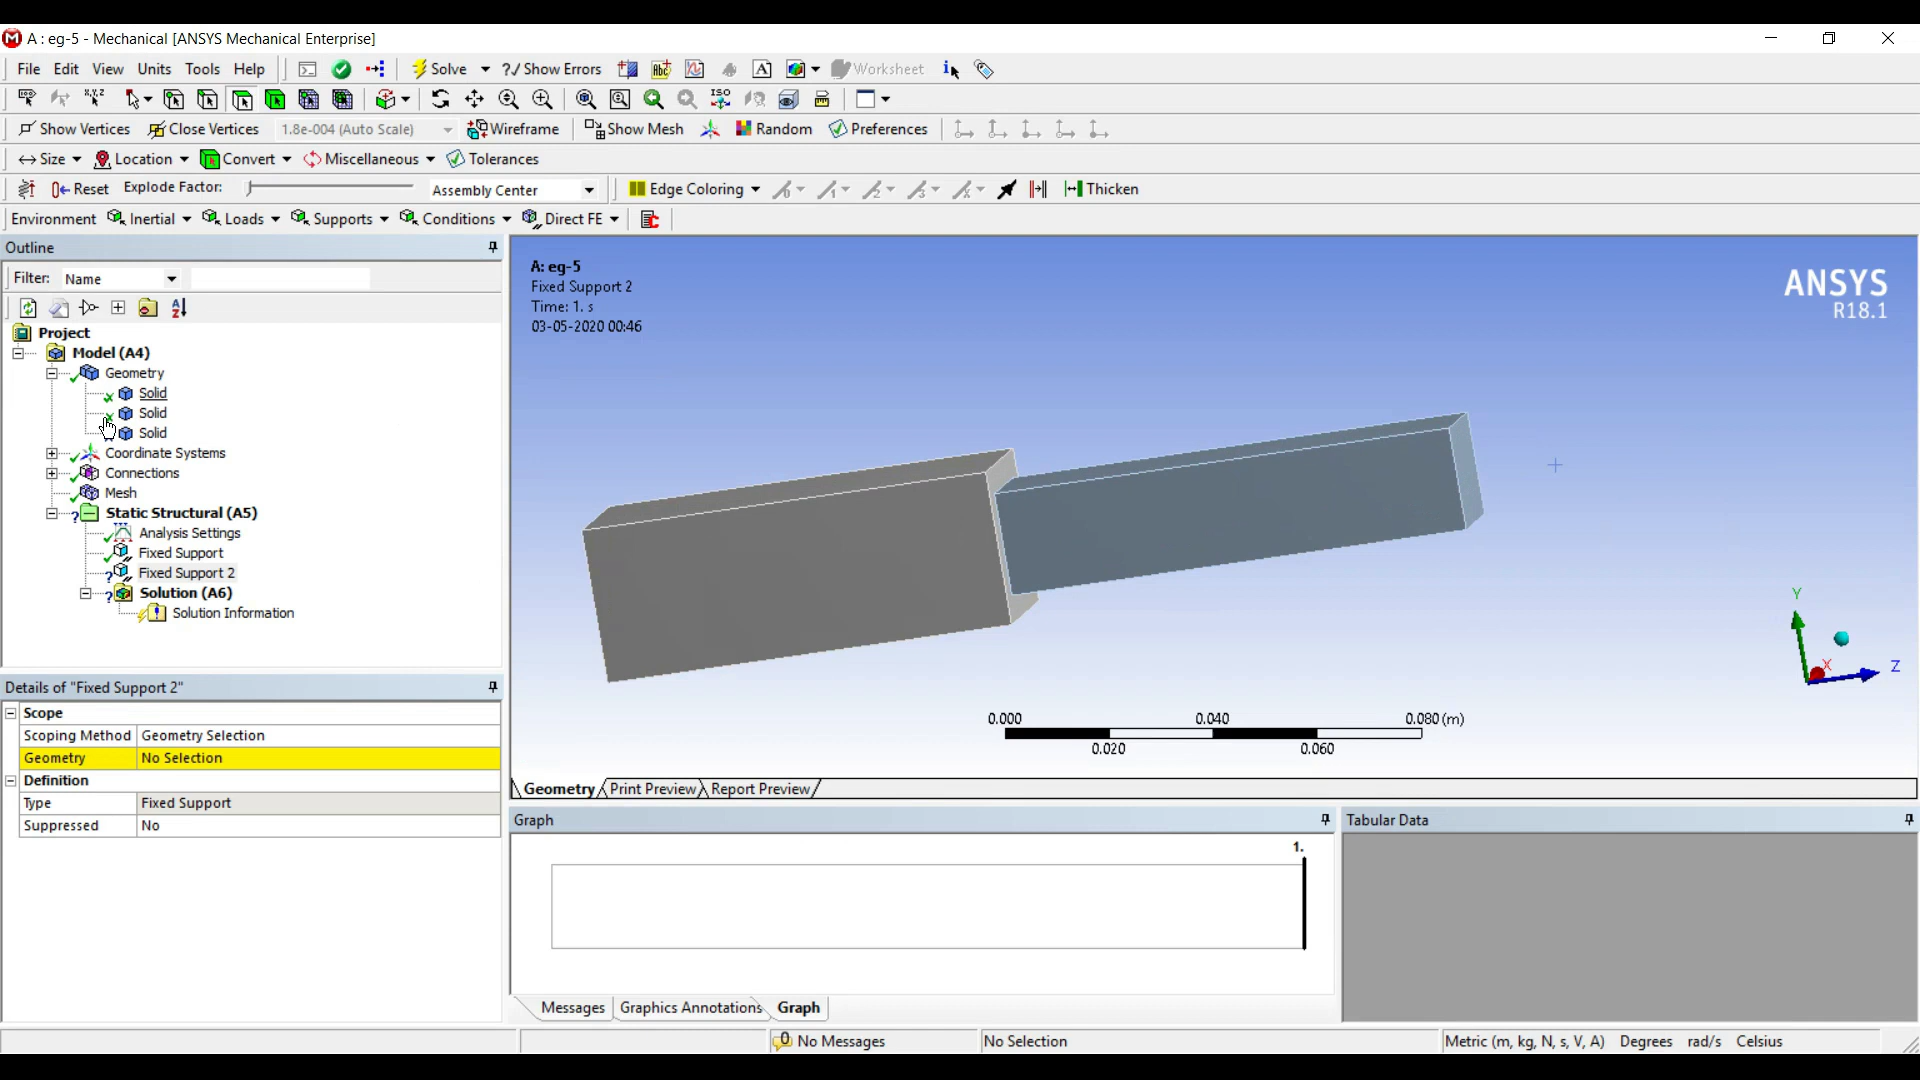 A : eg-5 - Mechanical [ANSYS Mechanical Enterprise]
File Edit View Units Tools Help Solve ?/ Show Errors Worksheet
Show Vertices Close Vertices 1.8e-004 (Auto Scale) Wireframe Show Mesh Random Preferences
Size Location Convert Miscellaneous Tolerances
Reset Explode Factor: Assembly Center Edge Coloring Thicken
Environment Inertial Loads Supports Conditions Direct FE
Outline
Filter: Name
Project
Model (A4)
Geometry
Solid
Solid
Solid
Coordinate Systems
Connections
Mesh
Static Structural (A5)
Analysis Settings
Fixed Support
Fixed Support 2
Solution (A6)
Solution Information
Details of "Fixed Support 2"
Scope
Scoping Method Geometry Selection
Geometry No Selection
Definition
Type Fixed Support
Suppressed No
A: eg-5
Fixed Support 2
Time: 1. s
03-05-2020 00:46
ANSYS
R18.1
Y
X
Z
0.000 0.040 0.080 (m)
0.020 0.060
Geometry Print Preview Report Preview
Graph
1.
Messages Graphics Annotations Graph
Tabular Data
0 No Messages No Selection Metric (m, kg, N, s, V, A) Degrees rad/s Celsius